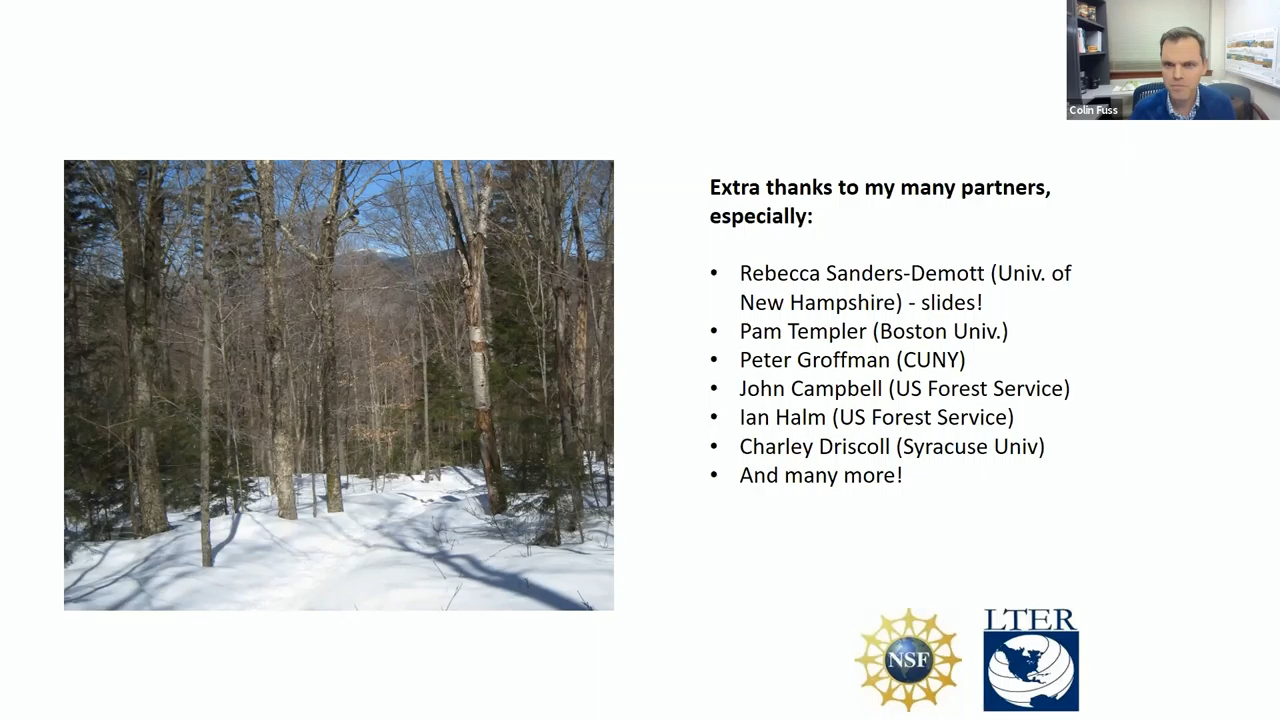 Colin Fuss
Extra thanks to my many partners,
especially:
• Rebecca Sanders-Demott (Univ. of
New Hampshire) - slides!
• Pam Templer (Boston Univ.)
• Peter Groffman (CUNY)
• John Campbell (US Forest Service)
• Ian Halm (US Forest Service)
• Charley Driscoll (Syracuse Univ)
• And many more!
NSF
LTER